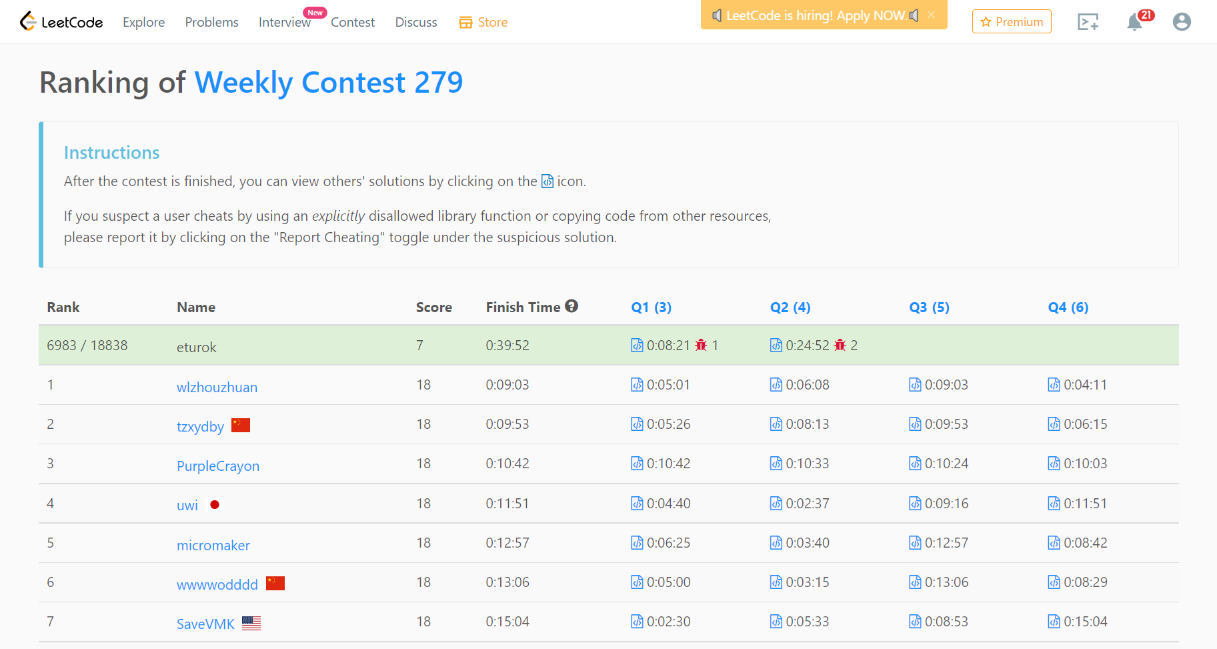 LeetCode Explore Problems Interview New Contest Discuss Store LeetCode is hiring! Apply NOW. × Premium 21
Ranking of Weekly Contest 279
Instructions
After the contest is finished, you can view others' solutions by clicking on the icon.
If you suspect a user cheats by using an explicitly disallowed library function or copying code from other resources,
please report it by clicking on the "Report Cheating" toggle under the suspicious solution.
Rank Name Score Finish Time ? Q1 (3) Q2 (4) Q3 (5) Q4 (6)
6983 / 18838 eturok 7 0:39:52 0:08:21 1 0:24:52 2
1 wlzhouzhuan 18 0:09:03 0:05:01 0:06:08 0:09:03 0:04:11
2 tzxydby 18 0:09:53 0:05:26 0:08:13 0:09:53 0:06:15
3 PurpleCrayon 18 0:10:42 0:10:42 0:10:33 0:10:24 0:10:03
4 uwi 18 0:11:51 0:04:40 0:02:37 0:09:16 0:11:51
5 micromaker 18 0:12:57 0:06:25 0:03:40 0:12:57 0:08:42
6 wwwwodddd 18 0:13:06 0:05:00 0:03:15 0:13:06 0:08:29
7 SaveVMK 18 0:15:04 0:02:30 0:05:33 0:08:53 0:15:04